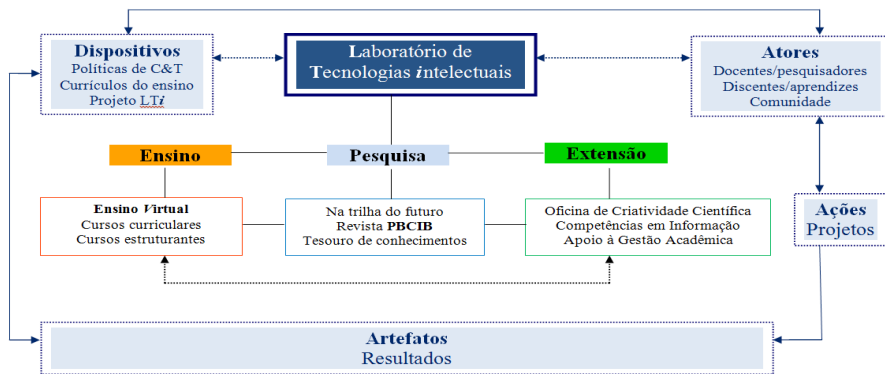 Dispositivos
Políticas de C&T
Currículos do ensino
Projeto LTi
Laboratório de
Tecnologias intelectuais
Atores
Docentes/pesquisadores
Discentes/aprendizes
Comunidade
Ensino
Pesquisa
Extensão
Ensino Virtual
Cursos curriculares
Cursos estruturantes
Na trilha do futuro
Revista PBCIB
Tesouro de conhecimentos
Oficina de Criatividade Científica
Competências em Informação
Apoio à Gestão Acadêmica
Ações
Projetos
Artefatos
Resultados